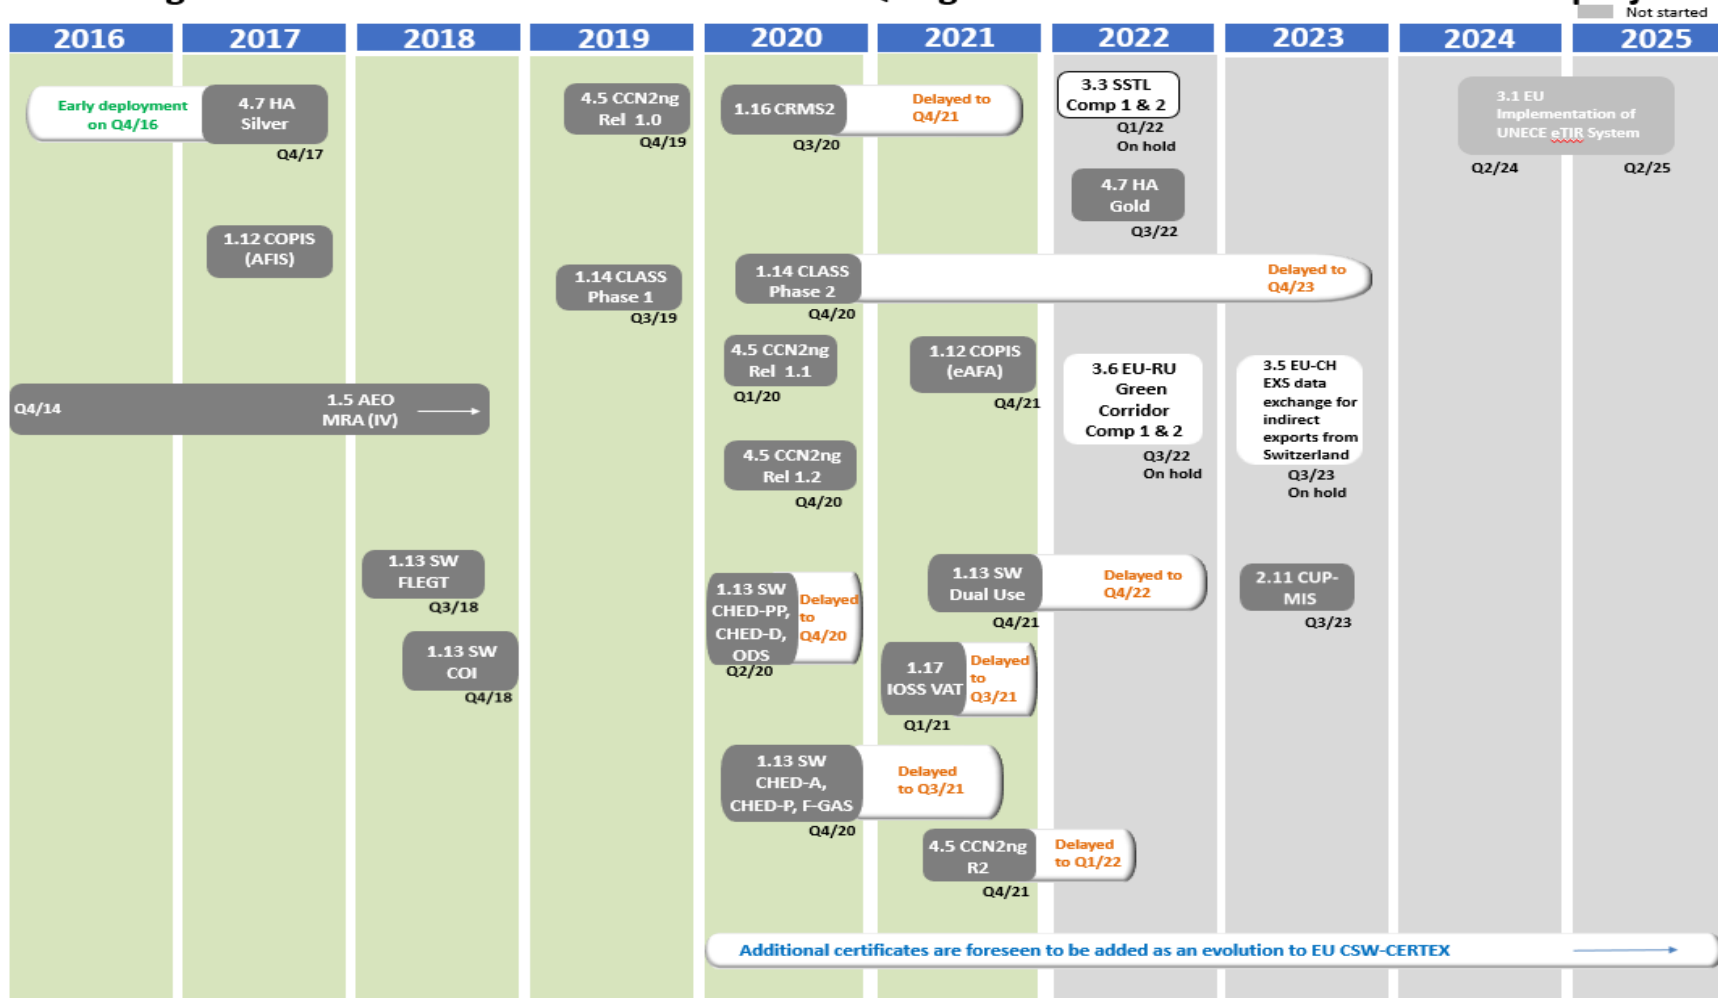 Not started
2016
2017
2018
2019
2020
2021
2022
2023
2024
2025
Early deployment
on Q4/16
4.7 HA
Silver
Q4/17
4.5 CCN2ng
Rel 1.0
Q4/19
1.16 CRMS2
Q3/20
Delayed to
Q4/21
3.3 SSTL
Comp 1 & 2
Q1/22
On hold
3.1 EU
Implementation of
UNECE eTIR System
Q2/24
Q2/25
4.7 HA
Gold
Q3/22
1.12 COPIS
(AFIS)
1.14 CLASS
Phase 1
Q3/19
1.14 CLASS
Phase 2
Q4/20
Delayed to
Q4/23
4.5 CCN2ng
Rel 1.1
Q1/20
1.12 COPIS
(eAFA)
Q4/21
3.6 EU-RU
Green
Corridor
Comp 1 & 2
Q3/22
On hold
3.5 EU-CH
EXS data
exchange for
indirect
exports from
Switzerland
Q3/23
On hold
Q4/14
1.5 AEO
MRA (IV)
4.5 CCN2ng
Rel 1.2
Q4/20
1.13 SW
FLEGT
Q3/18
1.13 SW
CHED-PP,
CHED-D,
ODS
Q2/20
Delayed
to
Q4/20
1.13 SW
Dual Use
Q4/21
Delayed to
Q4/22
2.11 CUP-
MIS
Q3/23
1.13 SW
COI
Q4/18
1.17
IOSS VAT
Q1/21
Delayed
to
Q3/21
1.13 SW
CHED-A,
CHED-P, F-GAS
Q4/20
Delayed
to Q3/21
4.5 CCN2ng
R2
Q4/21
Delayed
to Q1/22
Additional certificates are foreseen to be added as an evolution to EU CSW-CERTEX